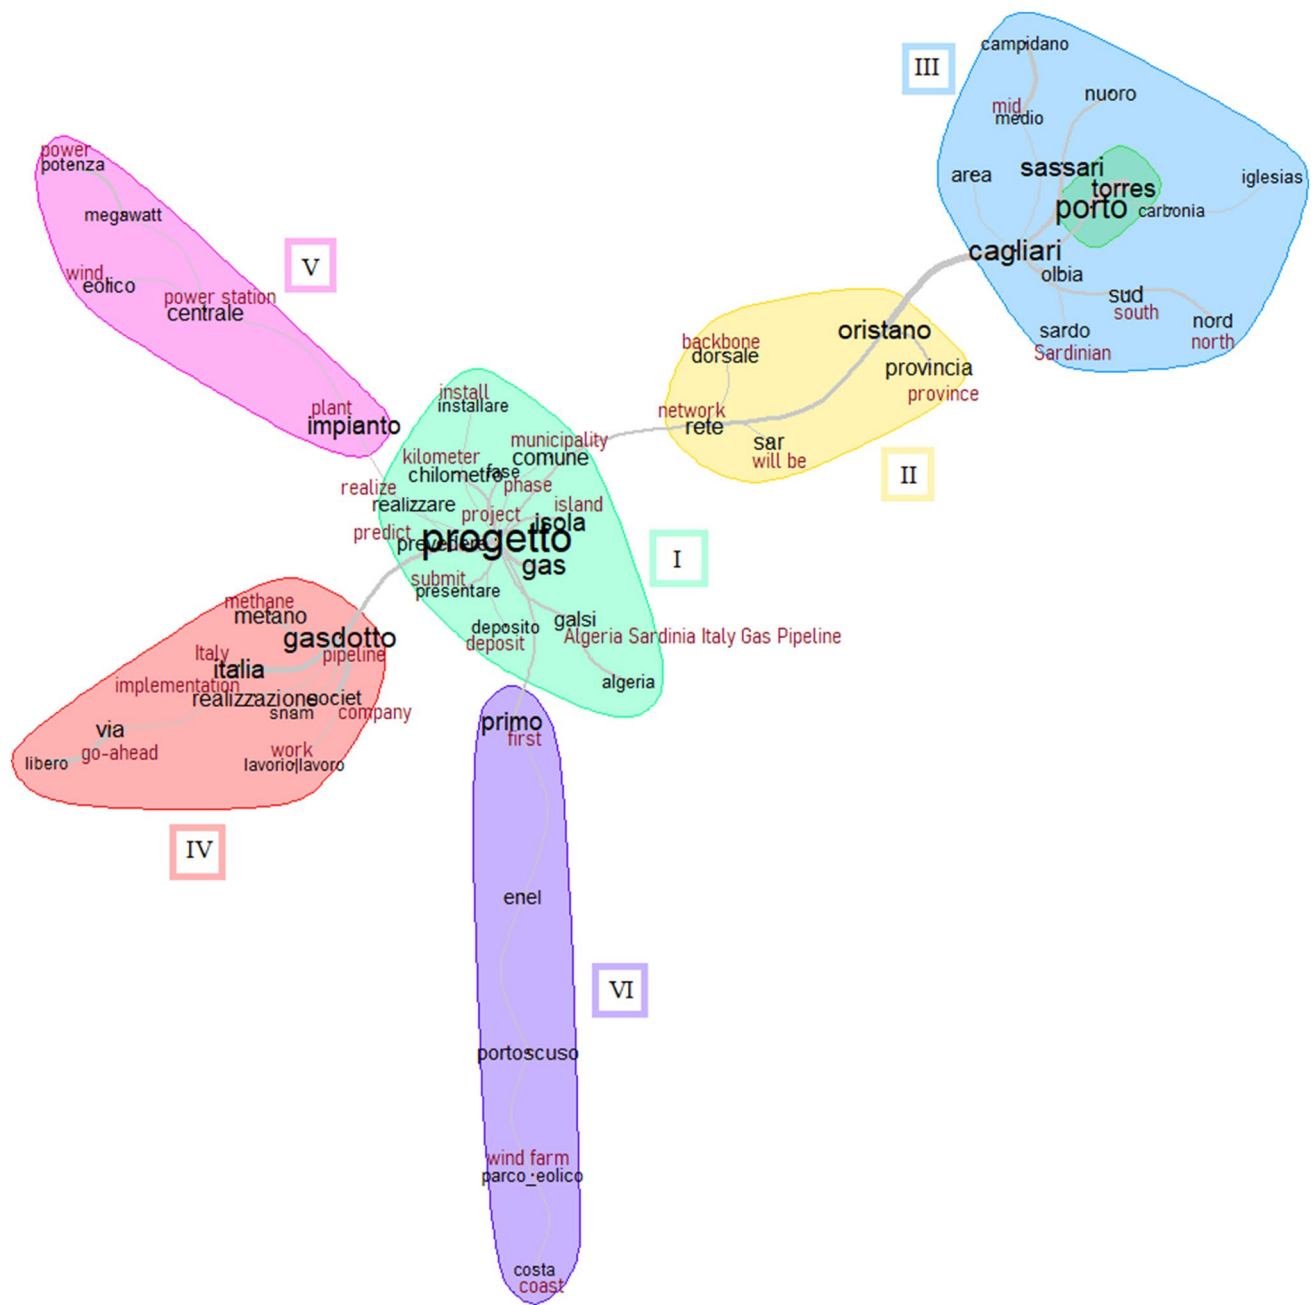 campidano
III
mid
medio
nuoro
area
sassari
torres
iglesias
porto
carbonia
cagliari
olbia
sud
south
nord
north
sardo
Sardinian
power
potenza
megawatt
V
wind
eolico
power station
centrale
plant
impianto
backbone
dorsale
oristano
provincia
province
network
rete
sar
will be
II
install
installare
municipality
comune
kilometer
chilometro
fase
phase
realize
realizzare
island
isola
project
progetto
predict
prevedere
gas
I
submit
presentare
galsi
deposito
deposit
Algeria Sardinia Italy Gas Pipeline
algeria
methane
metano
gasdotto
pipeline
Italy
italia
implementation
realizzazione
societ
snam
company
via
go-ahead
libero
work
lavorio|lavoro
IV
primo
first
enel
VI
portoscuso
wind farm
parco_eolico
costa
coast